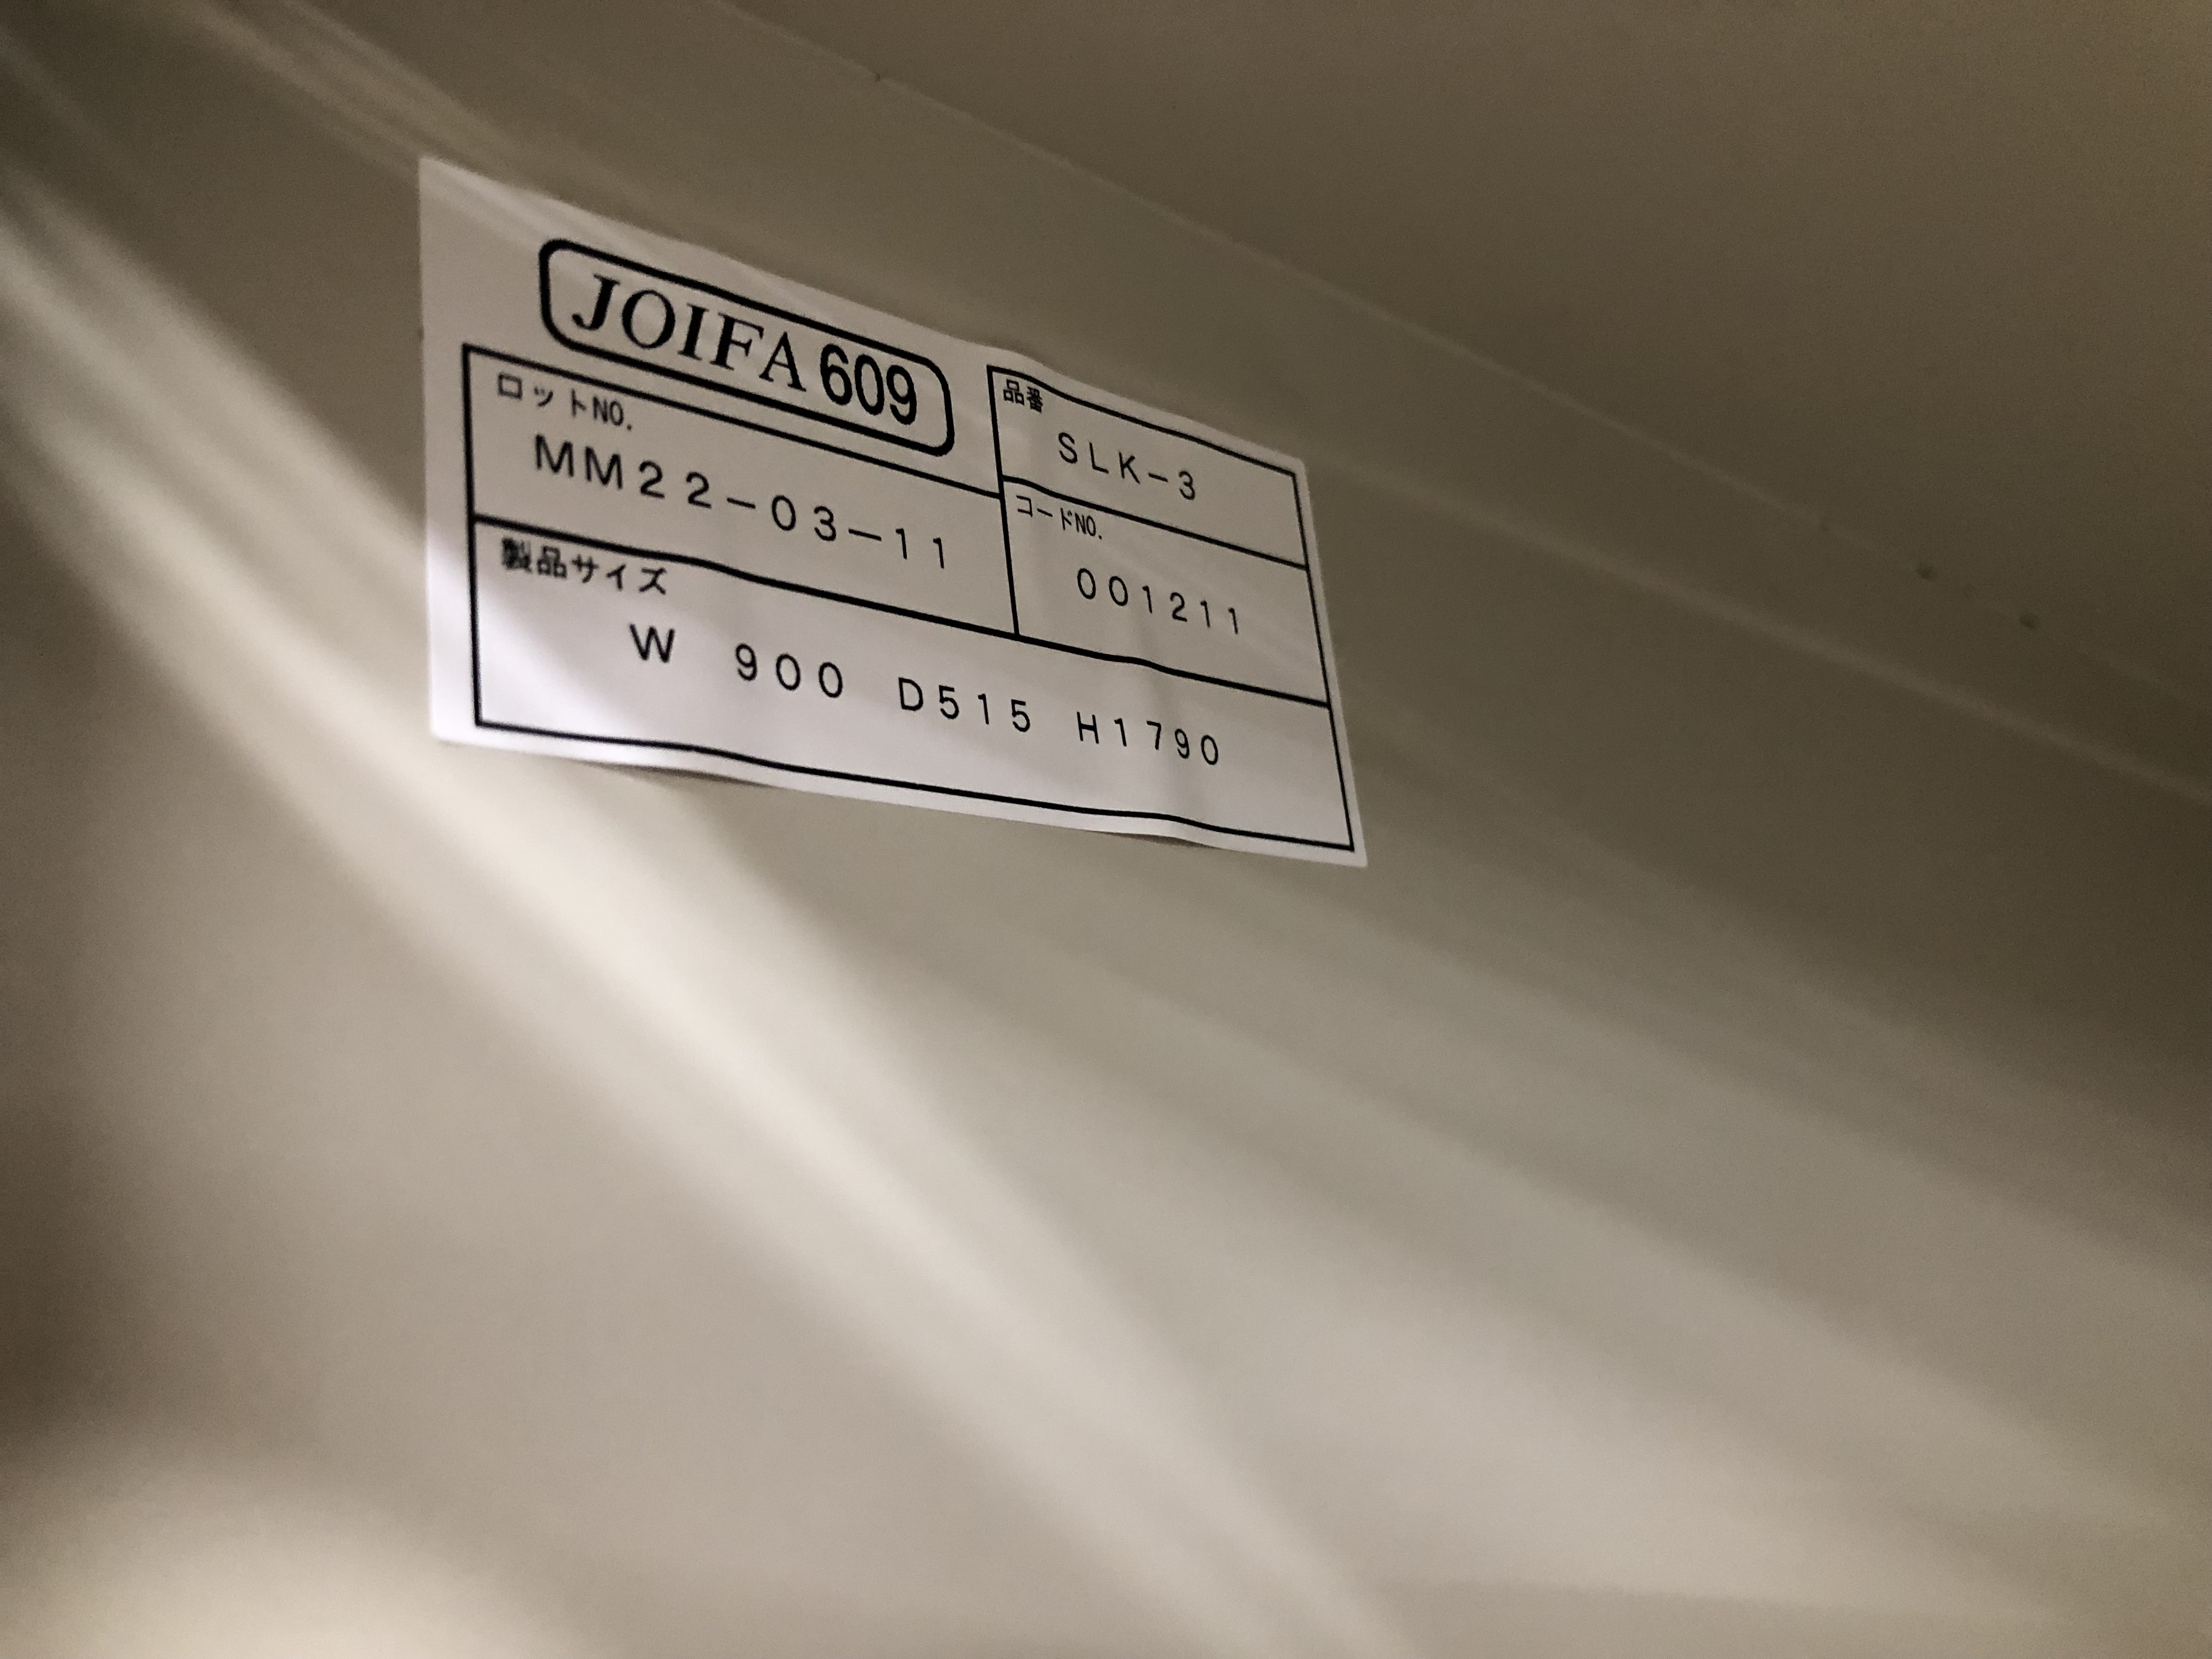 JOIFA 609
品番
SLK-3
ロットNO.
MM22-03-11
コードNO.
001211
製品サイズ
W 900 D515 H1790